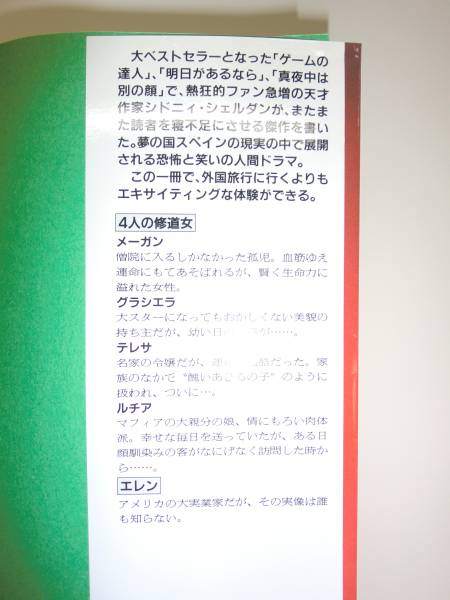 大ベストセラーとなった「ゲームの
達人」、「明日があるなら」、「真夜中は
別の顔」で、熱狂的ファン急増の天才
作家シドニィ・シェルダンが、またま
た読者を寝不足にさせる傑作を書い
た。夢の国スペインの現実の中で展開
される恐怖と笑いの人間ドラマ。
この一冊で、外国旅行に行くよりも
エキサイティングな体験ができる。
4人の修道女
メーガン
僧院に入るしかなかった孤児。血筋ゆえ
運命にもてあそばれるが、賢く生命力に
溢れた女性。
グラシエラ
大スターになってもおかしくない美貌の
持ち主だが、幼い日の が……。
テレサ
名家の令嬢だが、 だった。家
族のなかで〝醜いあひるの子〟のように
扱われ、ついに…。
ルチア
マフィアの大親分の娘、情にもろい肉体
派。幸せな毎日を送っていたが、ある日
顔馴染みの客がなにげなく訪問した時か
ら……。
エレン
アメリカの大実業家だが、その実像は誰
も知らない。